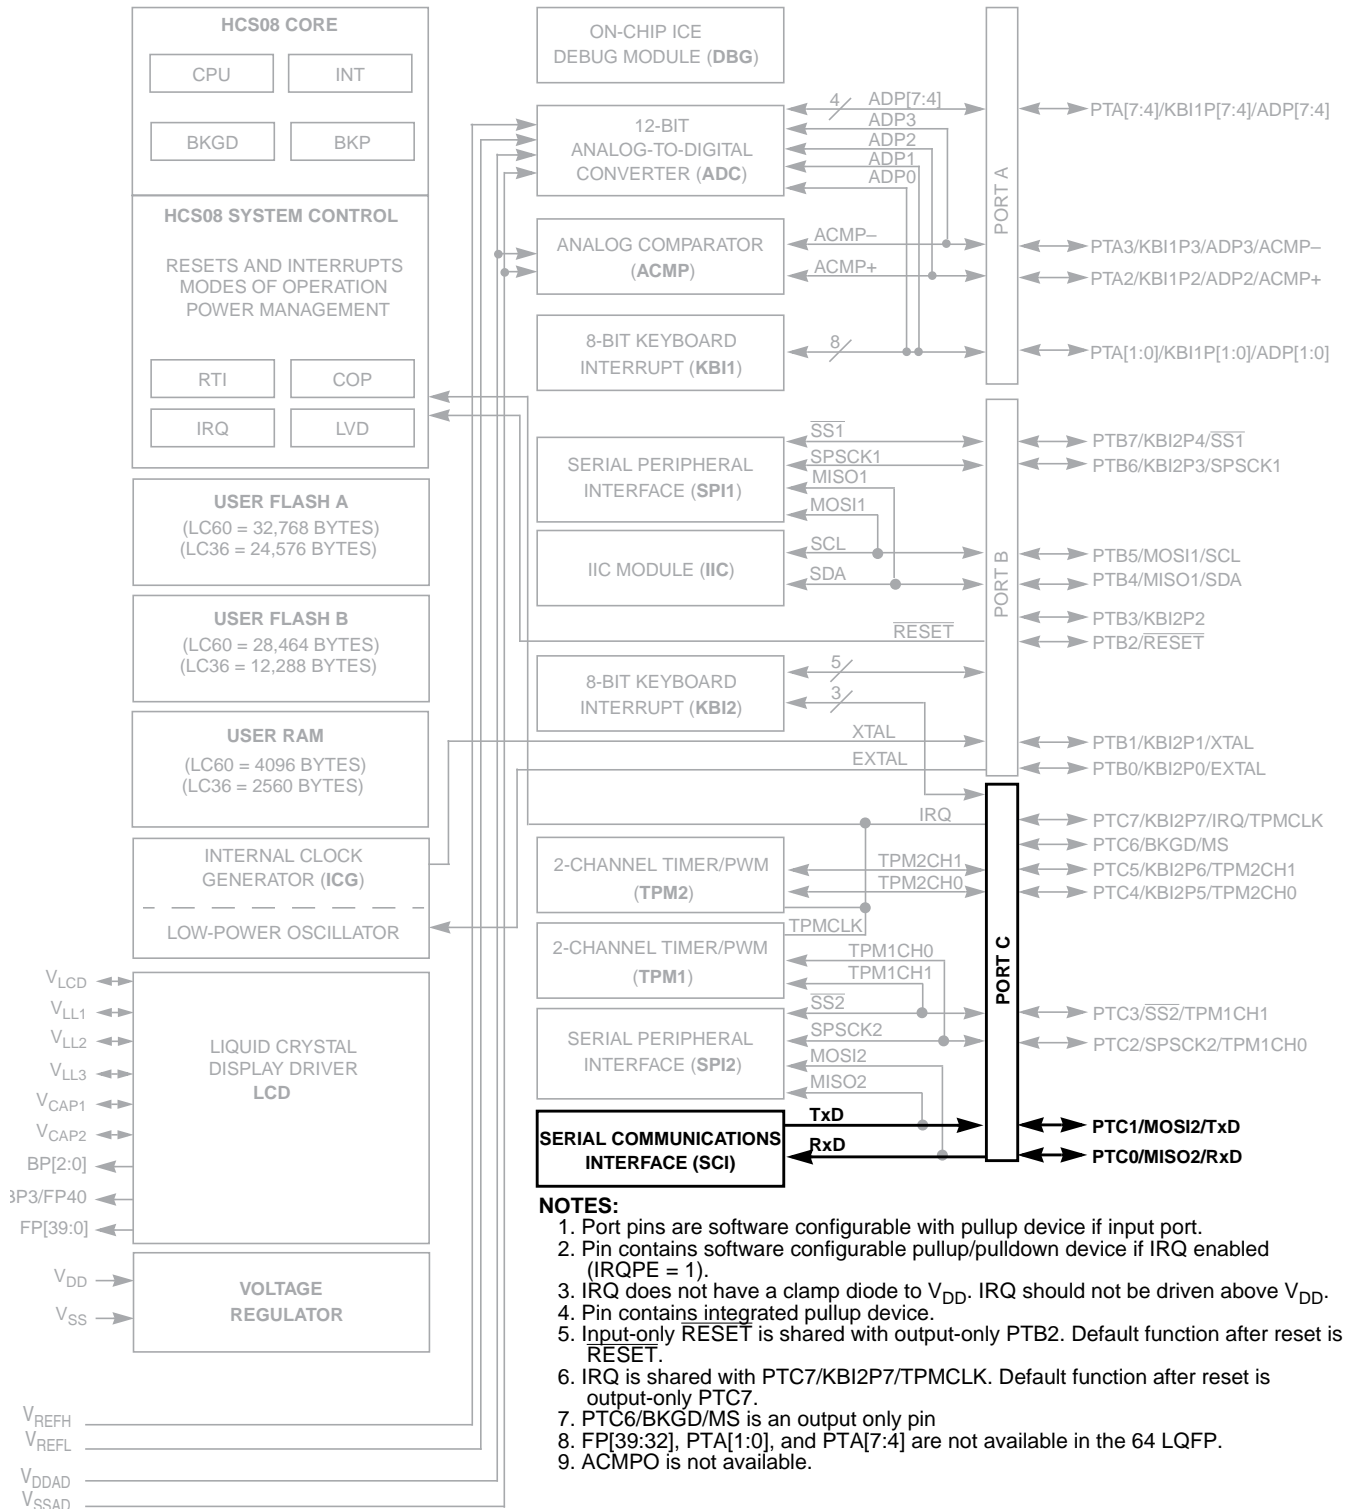 HCS08 CORE
CPU
INT
BKGD
BKP
HCS08 SYSTEM CONTROL
RESETS AND INTERRUPTS
MODES OF OPERATION
POWER MANAGEMENT
RTI
COP
IRQ
LVD
USER FLASH A
(LC60 = 32,768 BYTES)
(LC36 = 24,576 BYTES)
USER FLASH B
(LC60 = 28,464 BYTES)
(LC36 = 12,288 BYTES)
USER RAM
(LC60 = 4096 BYTES)
(LC36 = 2560 BYTES)
INTERNAL CLOCK
GENERATOR (ICG)
LOW-POWER OSCILLATOR
VLCD
VLL1
VLL2
VLL3
VCAP1
VCAP2
BP[2:0]
BP3/FP40
FP[39:0]
LIQUID CRYSTAL
DISPLAY DRIVER
LCD
VDD
VSS
VOLTAGE
REGULATOR
VREFH
VREFL
VDDAD
VSSAD
ON-CHIP ICE
DEBUG MODULE (DBG)
12-BIT
ANALOG-TO-DIGITAL
CONVERTER (ADC)
4
ADP[7:4]
ADP3
ADP2
ADP1
ADP0
ANALOG COMPARATOR
(ACMP)
ACMP–
ACMP+
8-BIT KEYBOARD
INTERRUPT (KBI1)
8
PORT A
PTA[7:4]/KBI1P[7:4]/ADP[7:4]
PTA3/KBI1P3/ADP3/ACMP–
PTA2/KBI1P2/ADP2/ACMP+
PTA[1:0]/KBI1P[1:0]/ADP[1:0]
SERIAL PERIPHERAL
INTERFACE (SPI1)
SS1
SPSCK1
MISO1
MOSI1
IIC MODULE (IIC)
SCL
SDA
RESET
8-BIT KEYBOARD
INTERRUPT (KBI2)
5
3
XTAL
EXTAL
PORT B
PTB7/KBI2P4/SS1
PTB6/KBI2P3/SPSCK1
PTB5/MOSI1/SCL
PTB4/MISO1/SDA
PTB3/KBI2P2
PTB2/RESET
PTB1/KBI2P1/XTAL
PTB0/KBI2P0/EXTAL
IRQ
2-CHANNEL TIMER/PWM
(TPM2)
TPM2CH1
TPM2CH0
TPMCLK
2-CHANNEL TIMER/PWM
(TPM1)
TPM1CH0
TPM1CH1
SS2
SPSCK2
MOSI2
MISO2
SERIAL PERIPHERAL
INTERFACE (SPI2)
SERIAL COMMUNICATIONS
INTERFACE (SCI)
TxD
RxD
PORT C
PTC7/KBI2P7/IRQ/TPMCLK
PTC6/BKGD/MS
PTC5/KBI2P6/TPM2CH1
PTC4/KBI2P5/TPM2CH0
PTC3/SS2/TPM1CH1
PTC2/SPSCK2/TPM1CH0
PTC1/MOSI2/TxD
PTC0/MISO2/RxD
NOTES:
1. Port pins are software configurable with pullup device if input port.
2. Pin contains software configurable pullup/pulldown device if IRQ enabled
(IRQPE = 1).
3. IRQ does not have a clamp diode to VDD. IRQ should not be driven above VDD.
4. Pin contains integrated pullup device.
5. Input-only RESET is shared with output-only PTB2. Default function after reset is
RESET.
6. IRQ is shared with PTC7/KBI2P7/TPMCLK. Default function after reset is
output-only PTC7.
7. PTC6/BKGD/MS is an output only pin
8. FP[39:32], PTA[1:0], and PTA[7:4] are not available in the 64 LQFP.
9. ACMPO is not available.